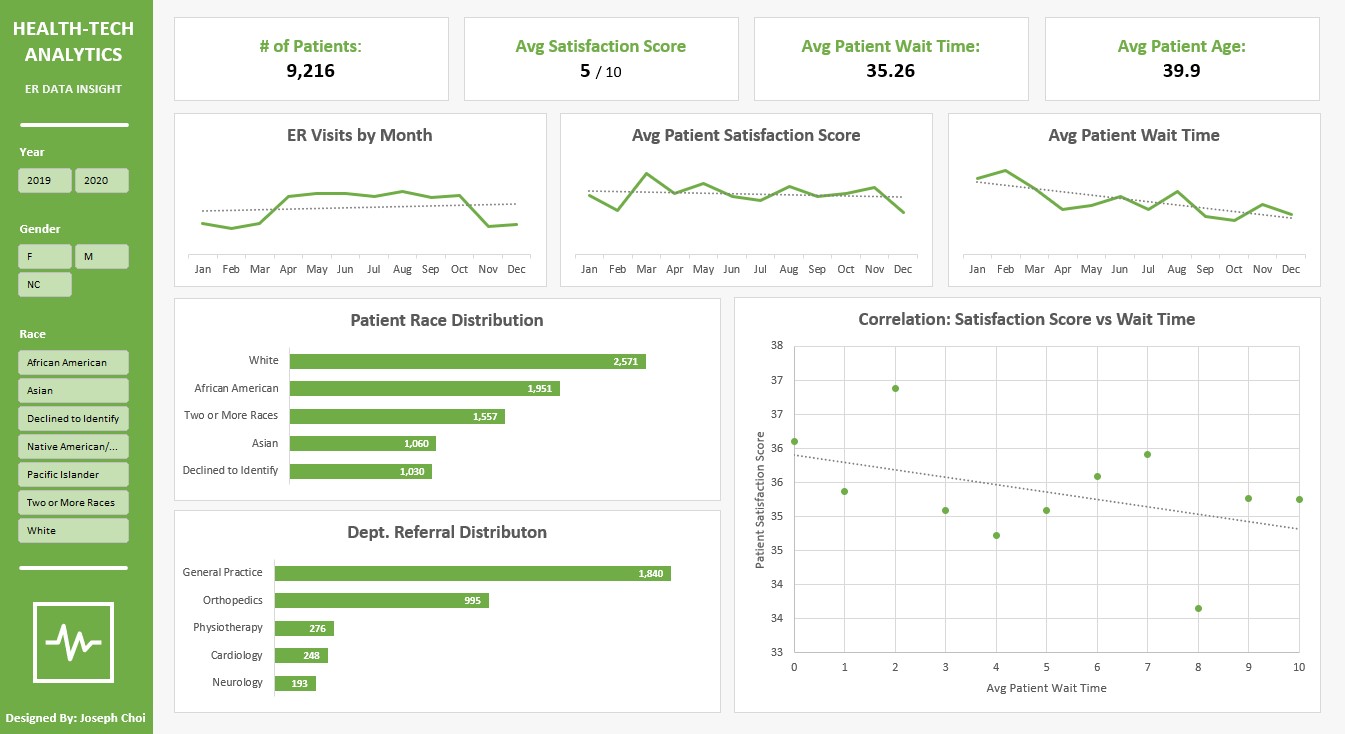 HEALTH-TECH
ANALYTICS
ER DATA INSIGHT
Year
2019
2020
Gender
F
M
NC
Race
African American
Asian
Declined to Identify
Native American/...
Pacific Islander
Two or More Races
White
Designed By: Joseph Choi
# of Patients:
9,216
Avg Satisfaction Score
5 / 10
Avg Patient Wait Time:
35.26
Avg Patient Age:
39.9
ER Visits by Month
Jan Feb Mar Apr May Jun Jul Aug Sep Oct Nov Dec
Avg Patient Satisfaction Score
Jan Feb Mar Apr May Jun Jul Aug Sep Oct Nov Dec
Avg Patient Wait Time
Jan Feb Mar Apr May Jun Jul Aug Sep Oct Nov Dec
Patient Race Distribution
White 2,571
African American 1,951
Two or More Races 1,557
Asian 1,060
Declined to Identify 1,030
Dept. Referral Distributon
General Practice 1,840
Orthopedics 995
Physiotherapy 276
Cardiology 248
Neurology 193
Correlation: Satisfaction Score vs Wait Time
Patient Satisfaction Score
38
37
37
36
36
35
35
34
34
33
0 1 2 3 4 5 6 7 8 9 10
Avg Patient Wait Time